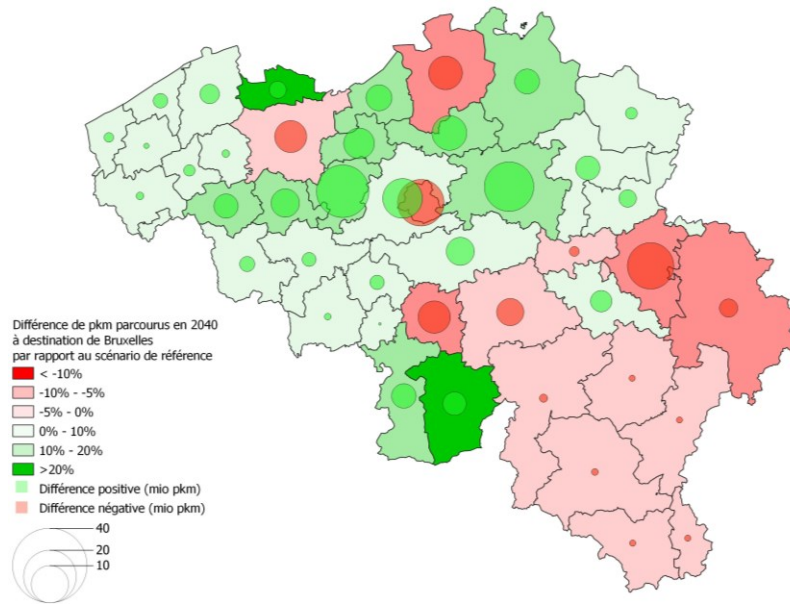 Différence de pkm parcourus en 2040
à destination de Bruxelles
par rapport au scénario de référence
< -10%
-10% - -5%
-5% - 0%
0% - 10%
10% - 20%
>20%
Différence positive (mio pkm)
Différence négative (mio pkm)
40
20
10